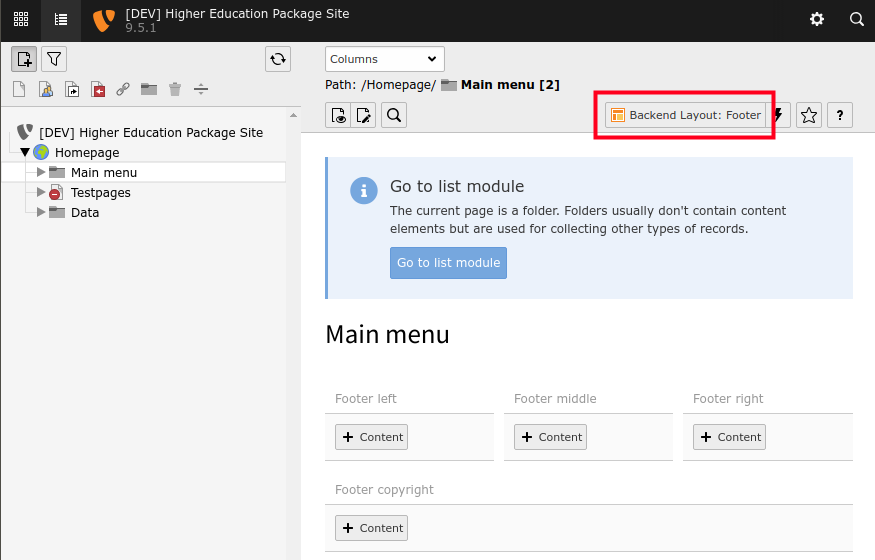 [DEV] Higher Education Package Site
9.5.1
Columns
Path: /Homepage/ Main menu [2]
Backend Layout: Footer
?
[DEV] Higher Education Package Site
Homepage
Main menu
Testpages
Data
i
Go to list module
The current page is a folder. Folders usually don't contain content
elements but are used for collecting other types of records.
Go to list module
Main menu
Footer left
Footer middle
Footer right
+ Content
+ Content
+ Content
Footer copyright
+ Content